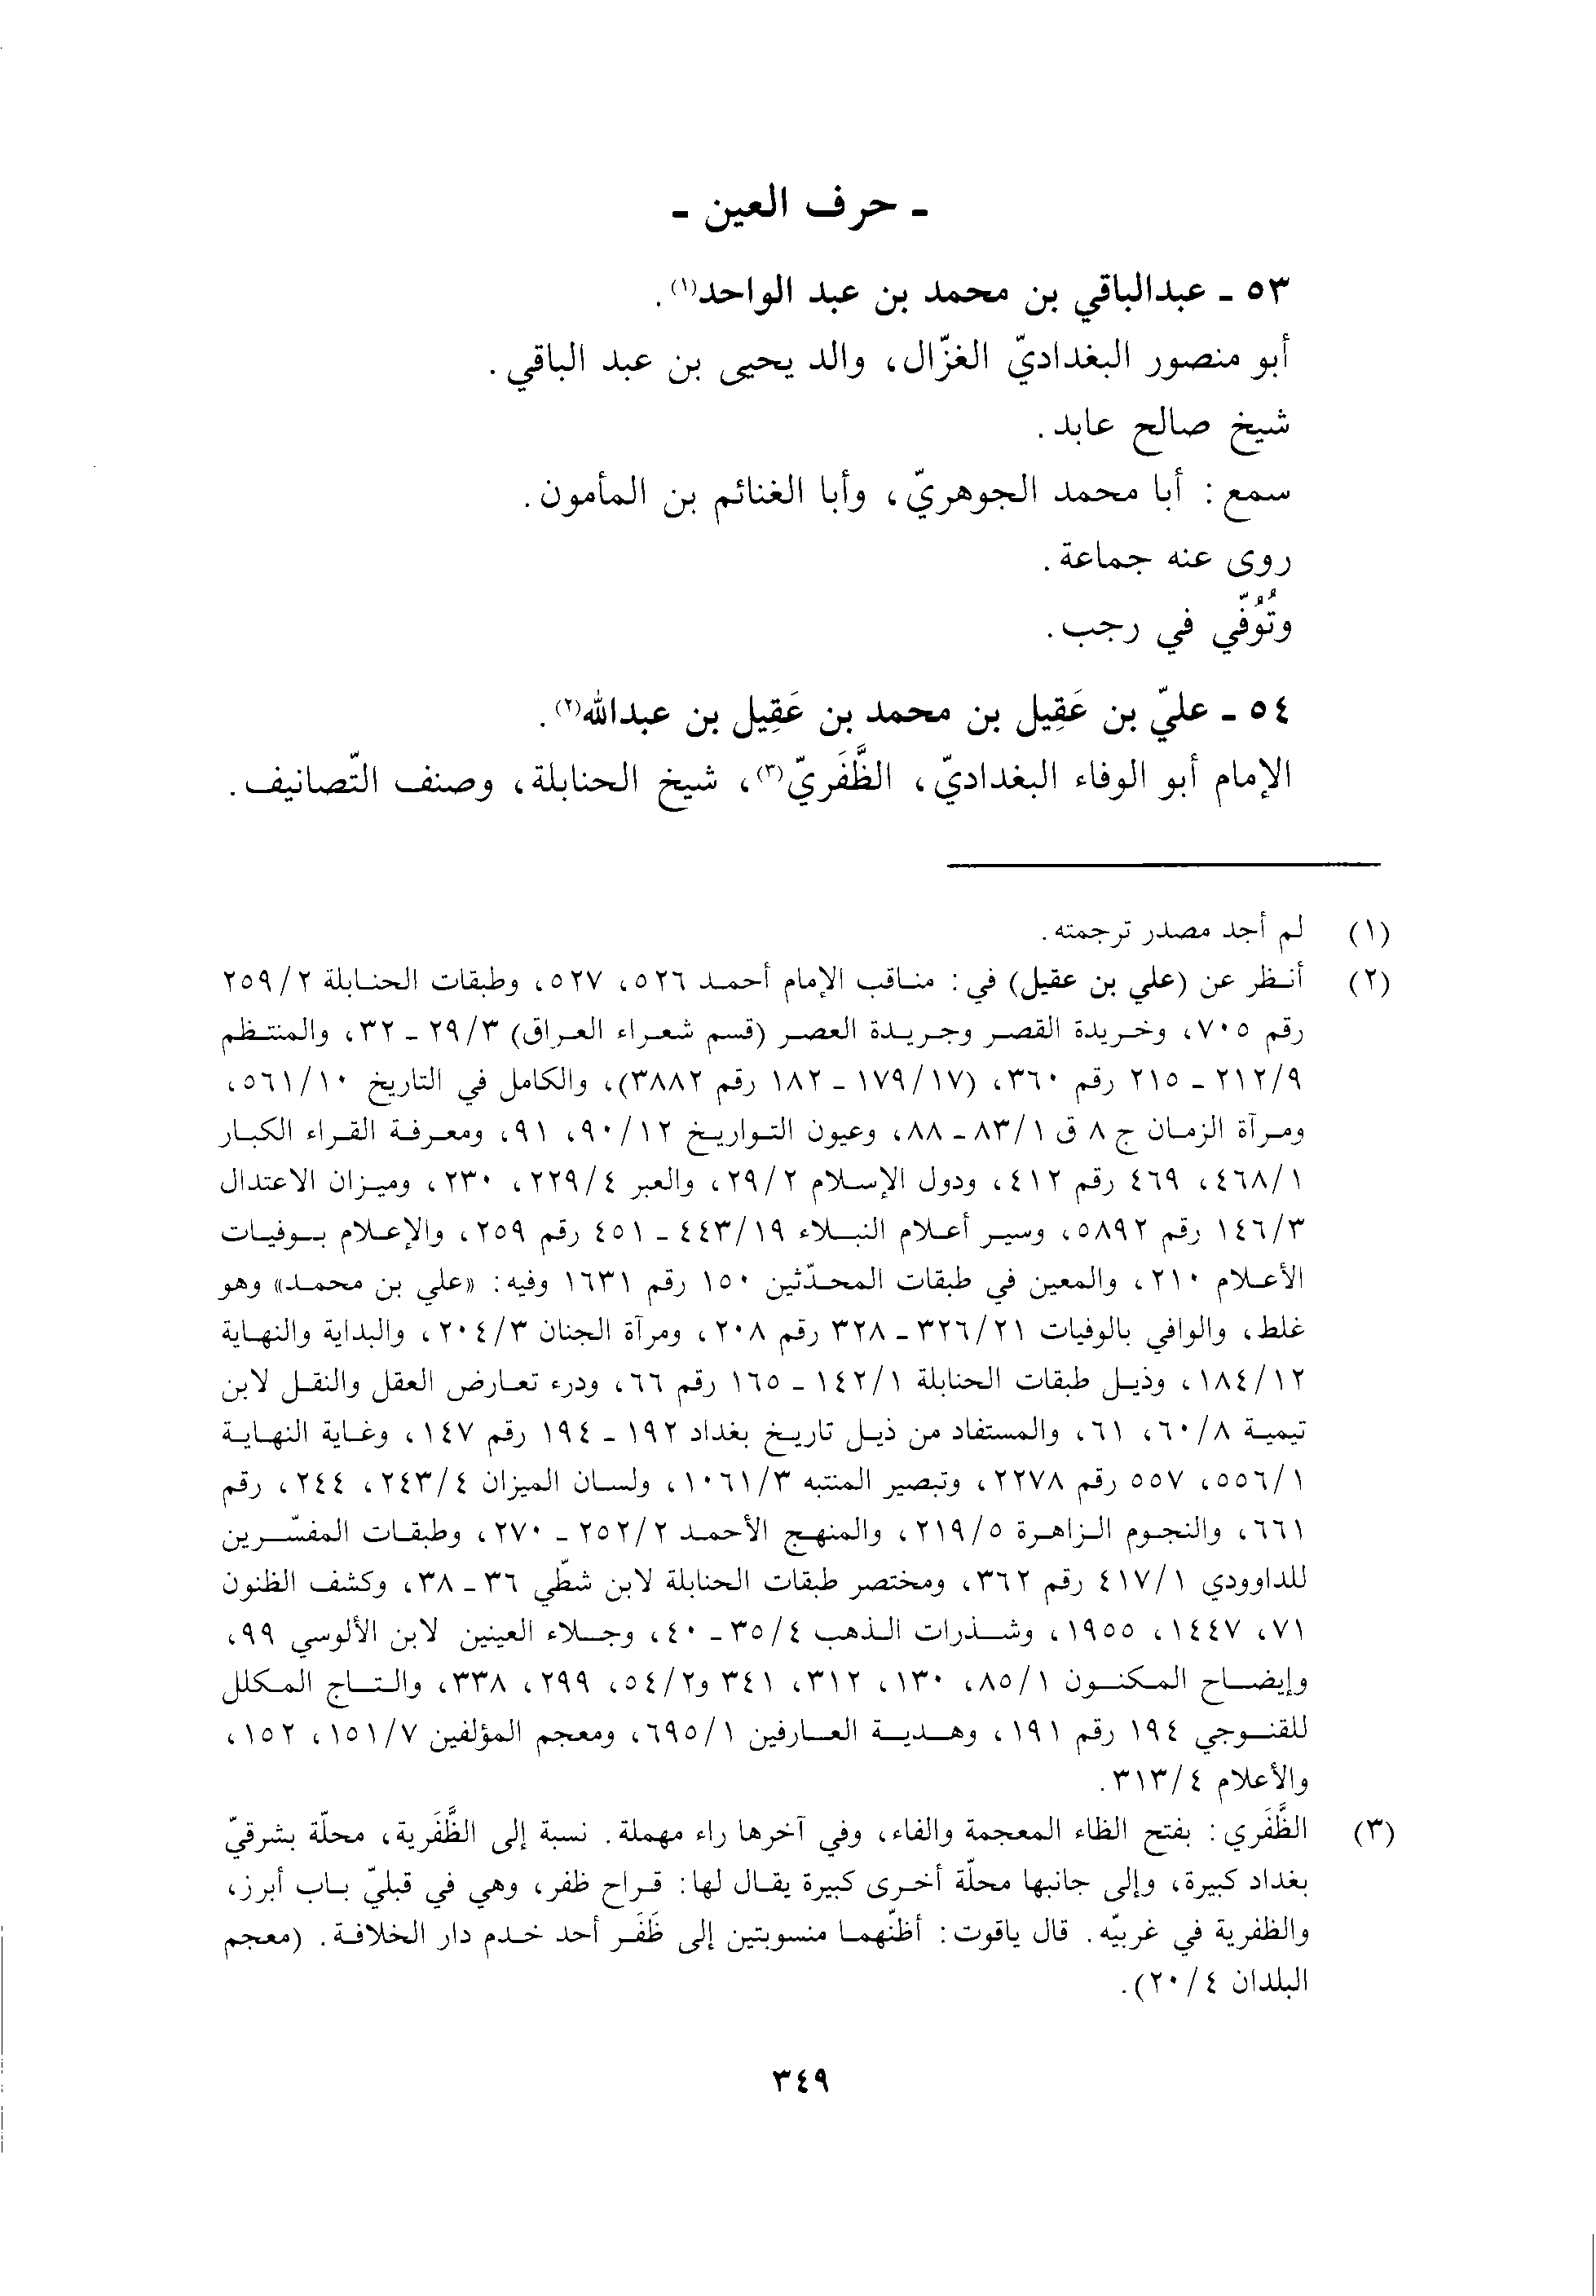 ـ حرف العين ـ
٥٣ ـ عبدالباقي بن محمد بن عبد الواحد(١).
أبو منصور البغداديّ الغزّال، والد يحيى بن عبد الباقي.
شيخ صالح عابد.
سمع: أبا محمد الجوهريّ، وأبا الغنائم بن المأمون.
روى عنه جماعة.
وتُوُفّي في رجب.
٥٤ ـ عليّ بن عَقِيل بن محمد بن عَقِيل بن عبدالله(٢).
الإمام أبو الوفاء البغداديّ، الظَّفَريّ(٣)، شيخ الحنابلة، وصنف التّصانيف.
(١) لم أجد مصدر ترجمته.
(٢) أنظر عن (علي بن عقيل) في: مناقب الإمام أحمد ٥٢٦، ٥٢٧، وطبقات الحنابلة ٢/٢٥٩
رقم ٧٠٥، وخريدة القصر وجريدة العصر (قسم شعراء العراق) ٣/٢٩ ـ ٣٢، والمنتظم
٩/٢١٢ ـ ٢١٥ رقم ٣٦٠، (١٧/١٧٩ ـ ١٨٢ رقم ٣٨٨٢)، والكامل في التاريخ ١٠/٥٦١،
ومرآة الزمان ج ٨ ق ١/٨٣ ـ ٨٨، وعيون التواريخ ١٢/٩٠، ٩١، ومعرفة القراء الكبار
١/٤٦٨، ٤٦٩ رقم ٤١٢، ودول الإسلام ٢/٢٩، والعبر ٤/٢٢٩، ٢٣٠، وميزان الاعتدال
٣/١٤٦ رقم ٥٨٩٢، وسير أعلام النبلاء ١٩/٤٤٣ ـ ٤٥١ رقم ٢٥٩، والإعلام بوفيات
الأعلام ٢١٠، والمعين في طبقات المحدّثين ١٥٠ رقم ١٦٣١ وفيه: «علي بن محمد» وهو
غلط، والوافي بالوفيات ٢١/٣٢٦ ـ ٣٢٨ رقم ٢٠٨، ومرآة الجنان ٣/٢٠٤، والبداية والنهاية
١٢/١٨٤، وذيل طبقات الحنابلة ١/١٤٢ ـ ١٦٥ رقم ٦٦، ودرء تعارض العقل والنقل لابن
تيمية ٨/٦٠، ٦١، والمستفاد من ذيل تاريخ بغداد ١٩٢ ـ ١٩٤ رقم ١٤٧، وغاية النهاية
١/٥٥٦، ٥٥٧ رقم ٢٢٧٨، وتبصير المنتبه ٣/١٠٦١، ولسان الميزان ٤/٢٤٣، ٢٤٤، رقم
٦٦١، والنجوم الزاهرة ٥/٢١٩، والمنهج الأحمد ٢/٢٥٢ ـ ٢٧٠، وطبقات المفسّرين
للداوودي ١/٤١٧ رقم ٣٦٢، ومختصر طبقات الحنابلة لابن شطّي ٣٦ ـ ٣٨، وكشف الظنون
٧١، ١٤٤٧، ١٩٥٥، وشذرات الذهب ٤/٣٥ ـ ٤٠، وجلاء العينين لابن الألوسي ٩٩،
وإيضاح المكنون ١/٨٥، ١٣٠، ٣١٢، ٣٤١ و٢/٥٤، ٢٩٩، ٣٣٨، والتاج المكلل
للقنوجي ١٩٤ رقم ١٩١، وهدية العارفين ١/٦٩٥، ومعجم المؤلفين ٧/١٥١، ١٥٢،
والأعلام ٤/٣١٣.
(٣) الظَّفَري: بفتح الظاء المعجمة والفاء، وفي آخرها راء مهملة. نسبة إلى الظَّفَرية، محلّة بشرقيّ
بغداد كبيرة، وإلى جانبها محلّة أخرى كبيرة يقال لها: قراح ظفر، وهي في قبليّ باب أبرز،
والظفرية في غربيّه. قال ياقوت: أظنّهما منسوبتين إلى ظَفَر أحد خدم دار الخلافة. (معجم
البلدان ٤/٢٠).
٣٤٩